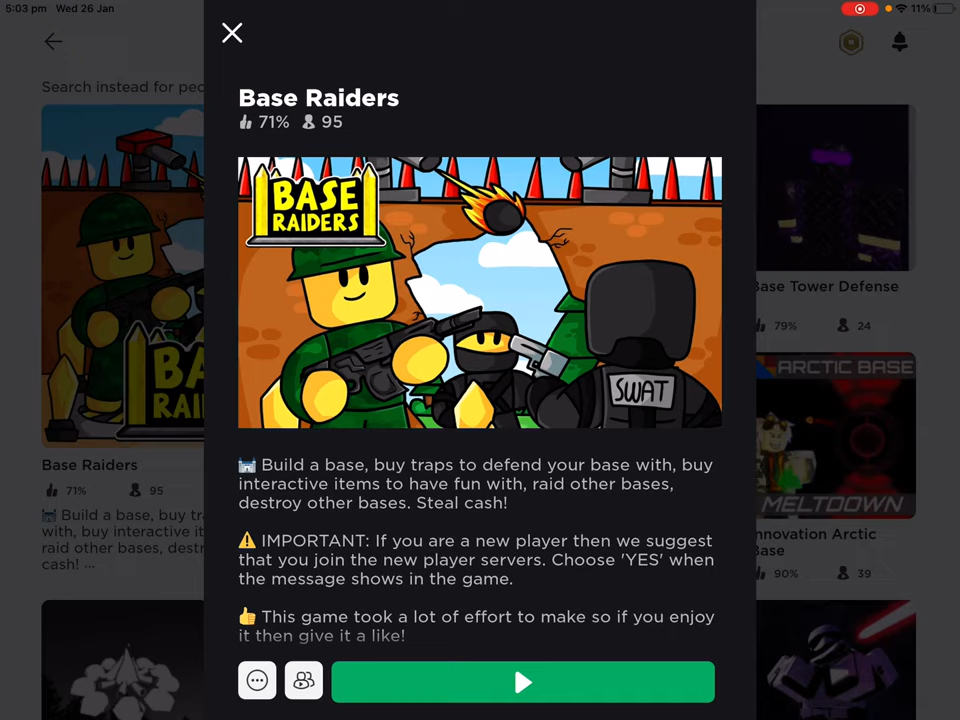 5:03 pm Wed 26 Jan
11%
Search instead for peo
Base Raiders
71% 95
BASE
RAIDERS
SWAT
🏰 Build a base, buy traps to defend your base with, buy
interactive items to have fun with, raid other bases,
destroy other bases. Steal cash!
⚠️ IMPORTANT: If you are a new player then we suggest
that you join the new player servers. Choose 'YES' when
the message shows in the game.
👍 This game took a lot of effort to make so if you enjoy
it then give it a like!
BA
RAI
Base Raiders
71% 95
🏰 Build a base, buy tr
with, buy interactive it
raid other bases, destr
cash! ...
Base Tower Defense
79% 24
ARCTIC BASE
MELTDOWN
nnovation Arctic
Base
90% 39